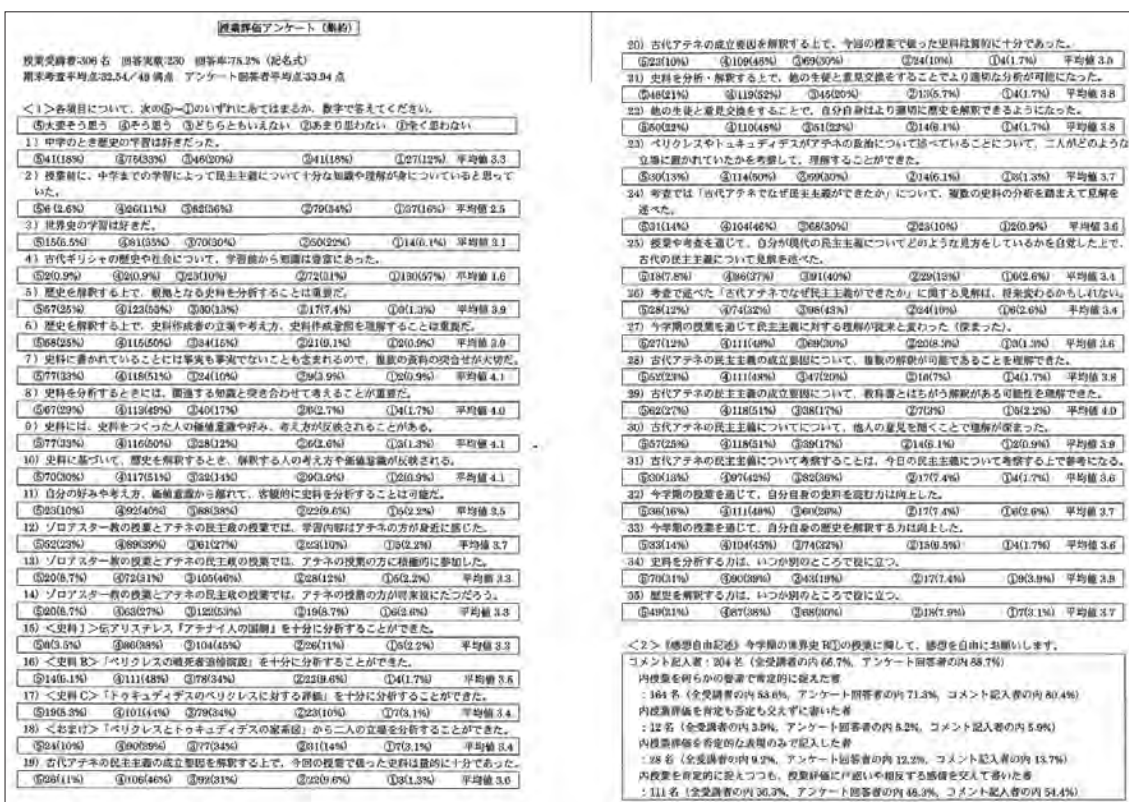 授業評価アンケート（集約）
授業受講者:306名 回答実数:230 回答率:75.2%（記名式）
期末考査平均点:32.54／49満点 アンケート回答者平均点:33.94点
＜1＞各項目について、次の⑤～①のいずれにあてはまるか、数字で答えてください。
⑤大変そう思う ④そう思う ③どちらともいえない ②あまり思わない ①全く思わない
1）中学のとき歴史の学習は好きだった。
⑤41(18%) ④75(33%) ③46(20%) ②41(18%) ①27(12%) 平均値 3.3
2）授業前に、中学までの学習によって民主主義について十分な知識や理解が身についていると思って
いた。
⑤6(2.6%) ④26(11%) ③82(36%) ②79(34%) ①37(16%) 平均値 2.5
3）世界史の学習は好きだ。
⑤15(6.5%) ④81(35%) ③70(30%) ②50(22%) ①14(6.1%) 平均値 3.1
4）古代ギリシャの歴史や社会について、学習前から知識は豊富にあった。
⑤2(0.9%) ④2(0.9%) ③23(10%) ②72(31%) ①130(57%) 平均値 1.6
5）歴史を解釈する上で、根拠となる史料を分析することは重要だ。
⑤57(25%) ④123(53%) ③30(13%) ②17(7.4%) ①3(1.3%) 平均値 3.9
6）歴史を解釈する上で、史料作成者の立場や考え方、史料作成意図を理解することは重要だ。
⑤58(25%) ④115(50%) ③34(15%) ②21(9.1%) ①2(0.9%) 平均値 3.9
7）史料に書かれていることには事実も事実でないことも含まれるので、複数の資料の突合せが大切だ。
⑤77(33%) ④118(51%) ③24(10%) ②9(3.9%) ①2(0.9%) 平均値 4.1
8）史料を分析するときには、関連する知識と突き合わせて考えることが重要だ。
⑤67(29%) ④113(49%) ③40(17%) ②6(2.7%) ①4(1.7%) 平均値 4.0
9）史料には、史料をつくった人の価値意識や好み、考え方が反映されることがある。
⑤77(33%) ④116(50%) ③28(12%) ②6(2.6%) ①3(1.3%) 平均値 4.1
10）史料に基づいて、歴史を解釈するとき、解釈する人の考え方や価値意識が反映される。
⑤70(30%) ④117(51%) ③32(14%) ②9(3.9%) ①2(0.9%) 平均値 4.1
11）自分の好みや考え方、価値意識から離れて、客観的に史料を分析することは可能だ。
⑤23(10%) ④92(40%) ③88(38%) ②22(9.6%) ①5(2.2%) 平均値 3.5
12）ゾロアスター教の授業とアテネの民主政の授業では、学習内容はアテネの方が身近に感じた。
⑤52(23%) ④89(39%) ③61(27%) ②23(10%) ①5(2.2%) 平均値 3.7
13）ゾロアスター教の授業とアテネの民主政の授業では、アテネの授業の方に積極的に参加した。
⑤20(8.7%) ④72(31%) ③105(46%) ②28(12%) ①5(2.2%) 平均値 3.3
14）ゾロアスター教の授業とアテネの民主政の授業では、アテネの授業の方が将来役にたつだろう。
⑤20(8.7%) ④63(27%) ③122(53%) ②19(8.7%) ①6(2.6%) 平均値 3.3
15）＜史料1＞伝アリストテレス『アテナイ人の国制』を十分に分析することができた。
⑤8(3.5%) ④86(38%) ③104(45%) ②26(11%) ①5(2.2%) 平均値 3.3
16）＜史料B＞「ペリクレスの戦死者追悼演説」を十分に分析することができた。
⑤14(6.1%) ④111(48%) ③78(34%) ②22(9.6%) ①4(1.7%) 平均値 3.5
17）＜史料C＞「トゥキュディデスのペリクレスに対する評価」を十分に分析することができた。
⑤19(8.3%) ④101(44%) ③79(34%) ②23(10%) ①7(3.1%) 平均値 3.4
18）＜おまけ＞「ペリクレスとトゥキュディデスの家系図」から二人の立場を分析することができた。
⑤24(10%) ④90(39%) ③77(34%) ②31(14%) ①7(3.1%) 平均値 3.4
19）古代アテネの民主主義の成立要因を解釈する上で、今回の授業で扱った史料は質的に十分であった。
⑤26(11%) ④106(46%) ③92(31%) ②22(9.6%) ①3(1.3%) 平均値 3.6
20）古代アテネの成立要因を解釈する上で、今回の授業で扱った史料は質的に十分であった。
⑤23(10%) ④109(48%) ③69(30%) ②24(10%) ①4(1.7%) 平均値 3.5
21）史料を分析・解釈する上で、他の生徒と意見交換をすることでより適切な分析が可能になった。
⑤48(21%) ④119(52%) ③45(20%) ②13(5.7%) ①4(1.7%) 平均値 3.8
22）他の生徒と意見交換をすることで、自分自身はより適切に歴史を解釈できるようになった。
⑤50(22%) ④110(48%) ③51(22%) ②14(6.1%) ①4(1.7%) 平均値 3.8
23）ペリクレスやトゥキュディデスがアテネの政治について述べていることについて、二人がどのような
立場に置かれていたかを考察して、理解することができた。
⑤30(13%) ④114(50%) ③69(30%) ②14(6.1%) ①3(1.3%) 平均値 3.7
24）考査では「古代アテネでなぜ民主主義ができたか」について、複数の史料の分析を踏まえて見解を
述べた。
⑤31(14%) ④104(46%) ③68(30%) ②23(10%) ①2(0.9%) 平均値 3.6
25）授業や考査を通じて、自分が現代の民主主義についてどのような見方をしているかを自覚した上で、
古代の民主主義について見解を述べた。
⑤18(7.8%) ④86(37%) ③91(40%) ②29(13%) ①6(2.6%) 平均値 3.4
26）考査で述べた「古代アテネでなぜ民主主義ができたか」に関する見解は、将来変わるかもしれない。
⑤28(12%) ④74(32%) ③98(43%) ②24(10%) ①6(2.6%) 平均値 3.4
27）今学期の授業を通じて民主主義に対する理解が従来と変わった（深まった）。
⑤27(12%) ④111(48%) ③69(30%) ②20(8.3%) ①3(1.3%) 平均値 3.6
28）古代アテネの民主主義の成立要因について、複数の解釈が可能であることを理解できた。
⑤52(23%) ④111(48%) ③47(20%) ②16(7%) ①4(1.7%) 平均値 3.8
29）古代アテネの民主主義の成立要因について、教科書とはちがう解釈がある可能性を理解できた。
⑤62(27%) ④118(51%) ③38(17%) ②7(3%) ①5(2.2%) 平均値 4.0
30）古代アテネの民主主義についてについて、他人の意見を聞くことで理解が深まった。
⑤57(25%) ④118(51%) ③39(17%) ②14(6.1%) ①2(0.9%) 平均値 3.9
31）古代アテネの民主主義について考察することは、今日の民主主義について考察する上で参考になる。
⑤30(13%) ④97(42%) ③82(36%) ②17(7.4%) ①4(1.7%) 平均値 3.6
32）今学期の授業を通じて、自分自身の史料を読む力は向上した。
⑤36(16%) ④111(48%) ③60(26%) ②17(7.4%) ①6(2.6%) 平均値 3.7
33）今学期の授業を通じて、自分自身の歴史を解釈する力は向上した。
⑤33(14%) ④104(45%) ③74(32%) ②15(6.5%) ①4(1.7%) 平均値 3.6
34）史料を分析する力は、いつか別のところで役に立つ。
⑤70(31%) ④90(39%) ③43(19%) ②17(7.4%) ①9(3.9%) 平均値 3.9
35）歴史を解釈する力は、いつか別のところで役に立つ。
⑤49(21%) ④87(38%) ③68(30%) ②18(7.9%) ①7(3.1%) 平均値 3.7
＜2＞《感想自由記述》今学期の世界史B①の授業に関して、感想を自由にお願いします。
コメント記入者：204名（全受講者の内66.7%、アンケート回答者の内88.7%）
内授業を何らかの普通で肯定的に捉えた者
：164名（全受講者の内53.6%、アンケート回答者の内71.3%、コメント記入者の内80.4%）
内授業評価を肯定も否定も交えずに書いた者
：12名（全受講者の内3.9%、アンケート回答者の内5.2%、コメント記入者の内5.9%）
内授業評価を否定的な表現のみで記入した者
：28名（全受講者の内9.2%、アンケート回答者の内12.2%、コメント記入者の内13.7%）
内授業を肯定的に捉えつつも、授業評価に戸惑いや相反する感情を交えて書いた者
：111名（全受講者の内36.3%、アンケート回答者の内48.3%、コメント記入者の内54.4%）